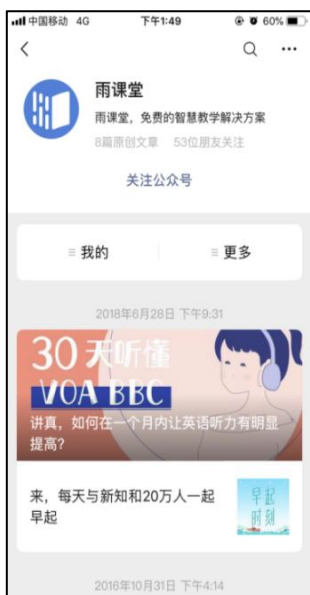 中国移动 4G 下午1:49 60%
雨课堂
雨课堂，免费的智慧教学解决方案
8篇原创文章 53位朋友关注
关注公众号
我的 更多
2018年6月28日 下午9:31
30天听懂
VOA BBC
讲真，如何在一个月内让英语听力有明显
提高？
来，每天与新知和20万人一起
早起
早起
时刻
2016年10月31日 下午4:14